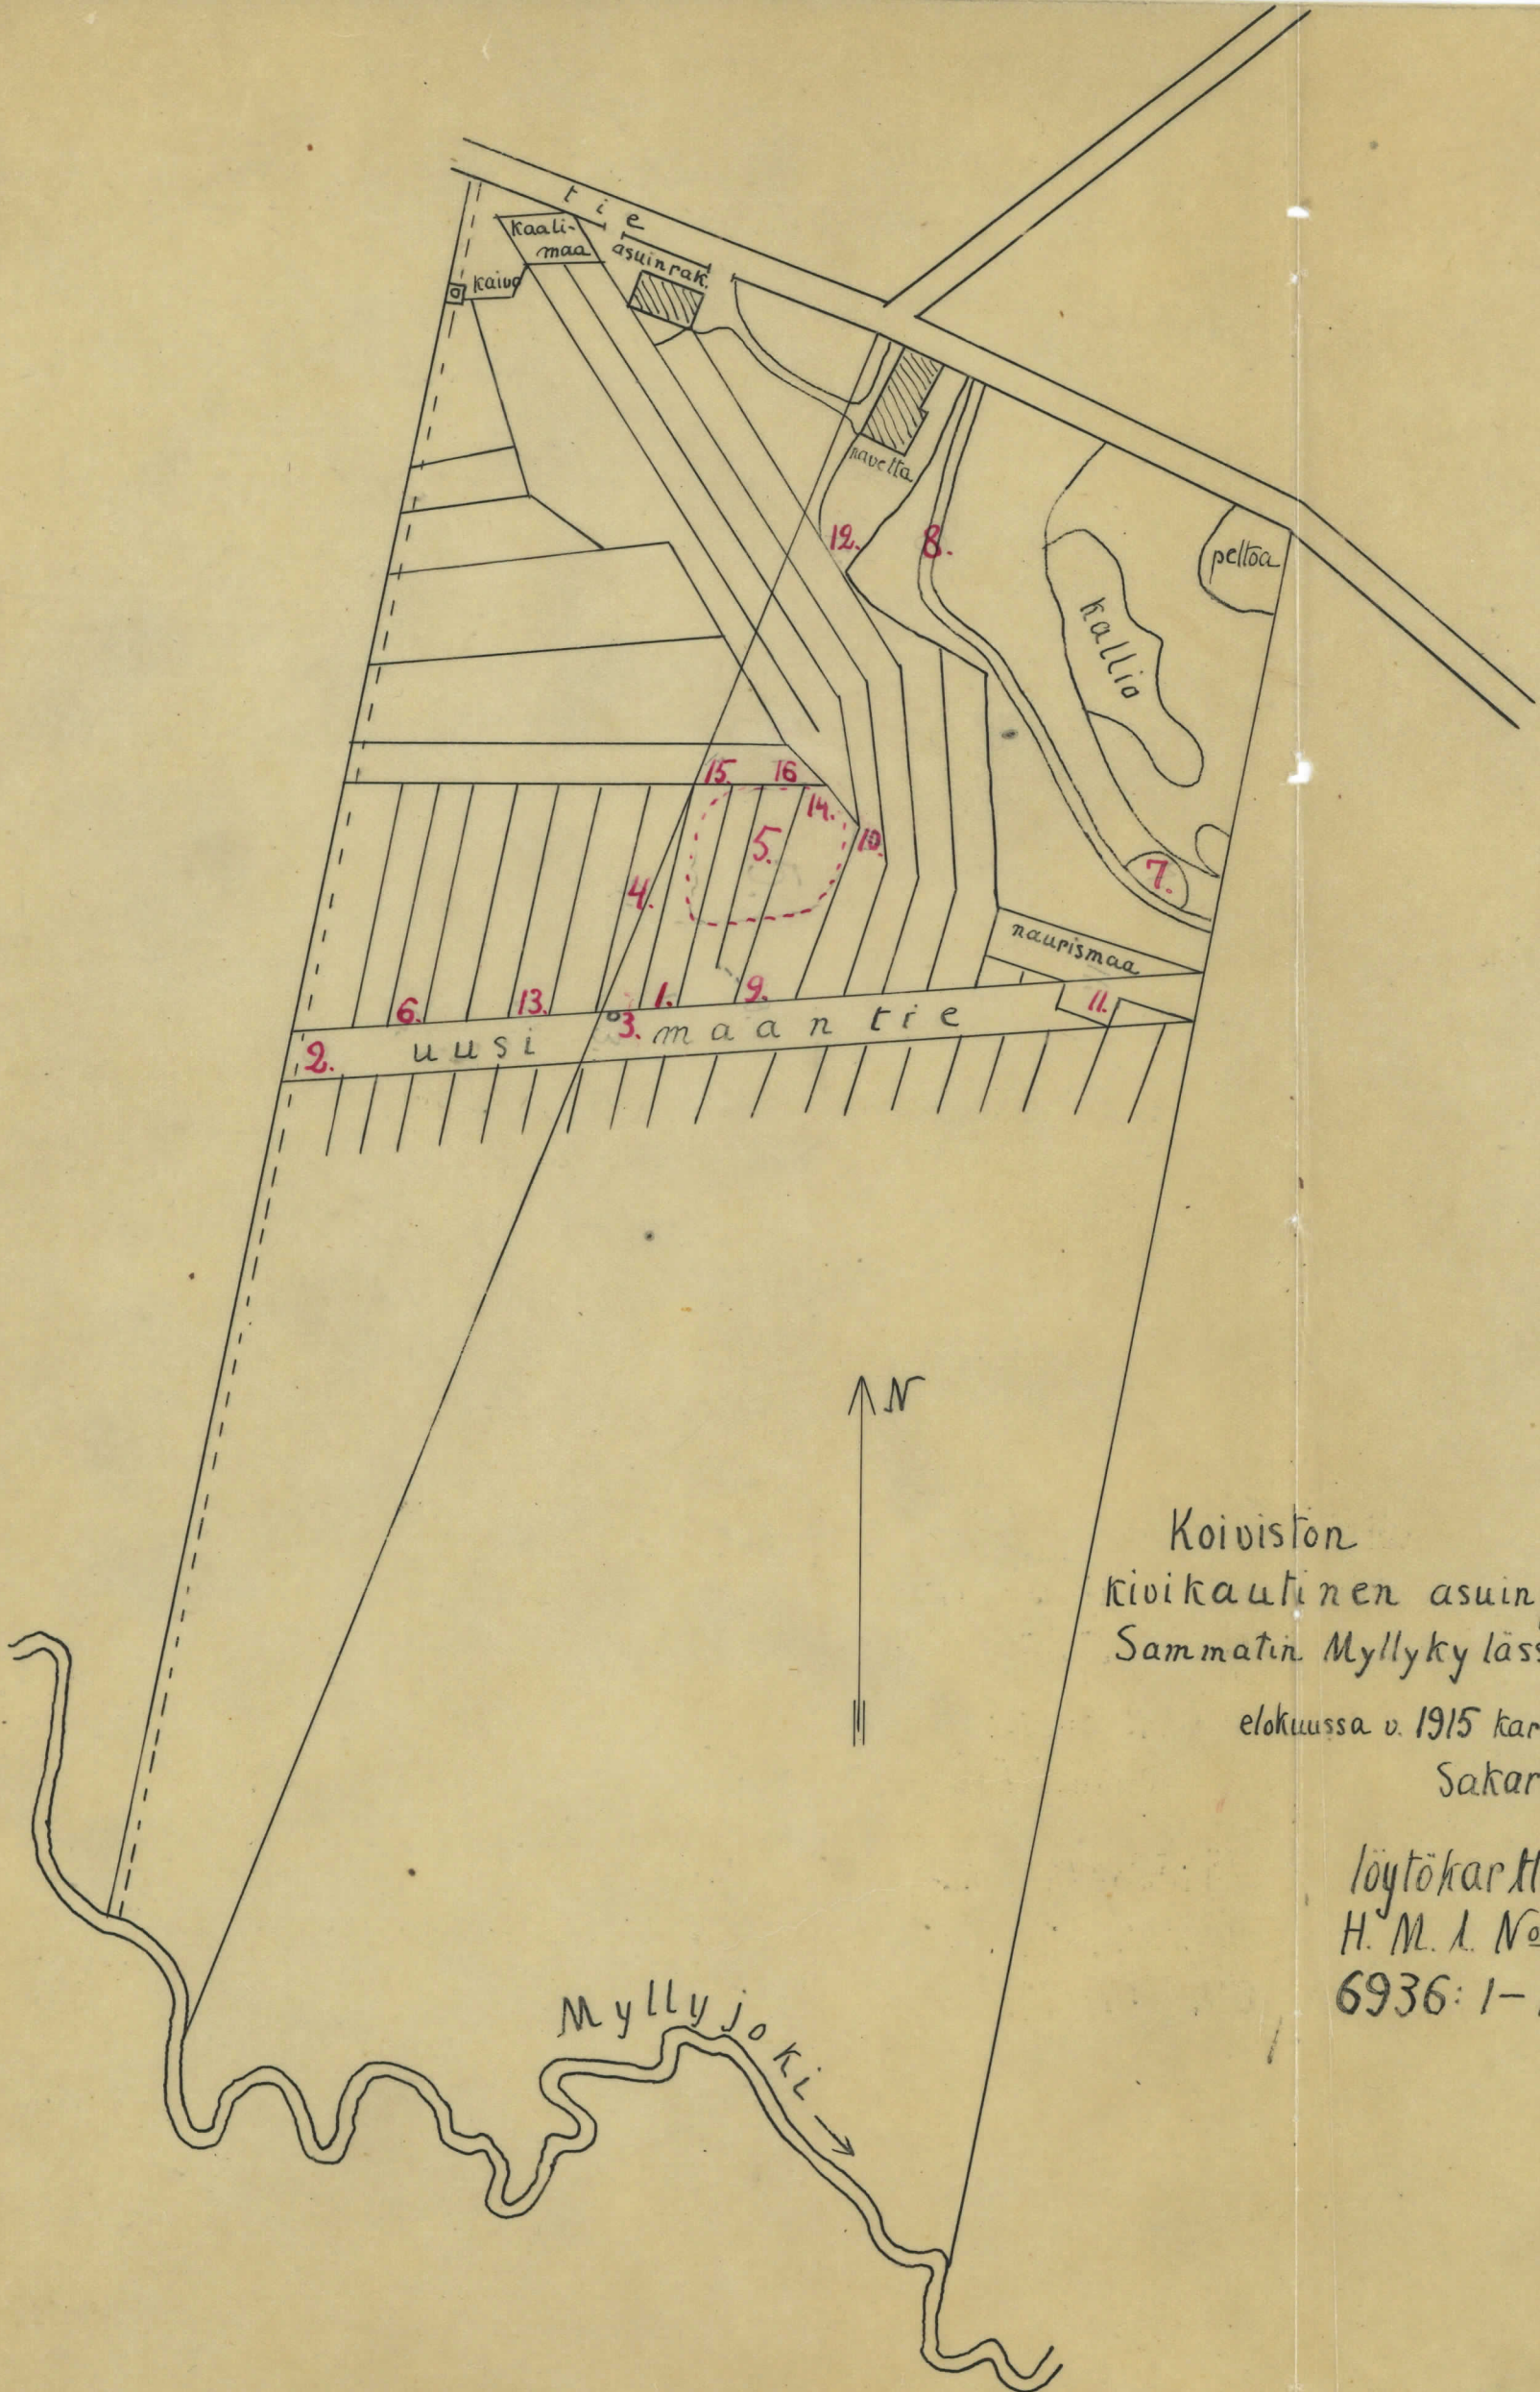 tie
kaali-
maa
asuinrak.
kaivo
navetta
12.
8.
peltoa
kallio
15.
16
14.
5.
10.
4.
7.
naurismaa
6.
13.
1.
9.
11.
3.
2.
uusi maantie
N
Koiviston
kivikautinen asuin
Sammatin Myllykyläss
elokuussa v. 1915 kar
Sakar
löytökartt
H. M. l. No
6936: 1-
Myllyjoki